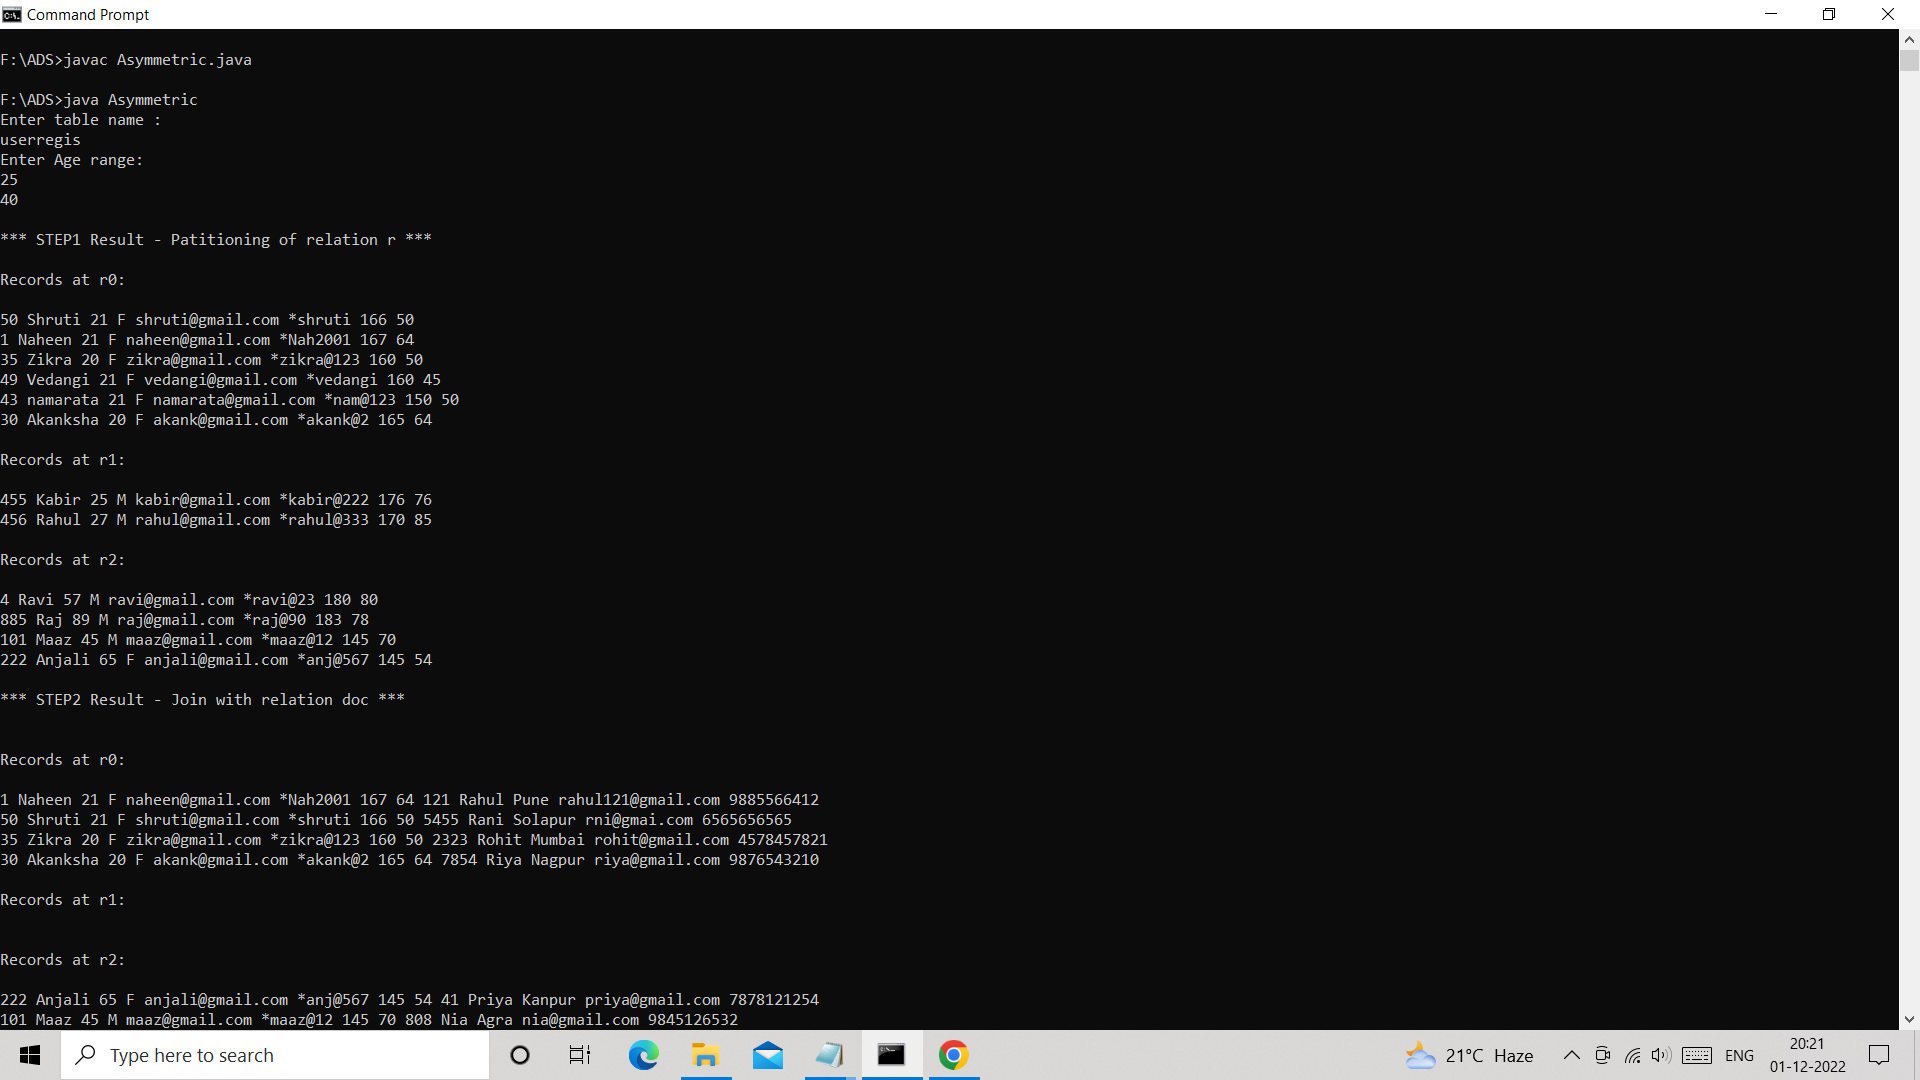 Command Prompt
F:\ADS>javac Asymmetric.java
F:\ADS>java Asymmetric
Enter table name :
userregis
Enter Age range:
25
40
*** STEP1 Result - Patitioning of relation r ***
Records at r0:
50 Shruti 21 F shruti@gmail.com *shruti 166 50
1 Naheen 21 F naheen@gmail.com *Nah2001 167 64
35 Zikra 20 F zikra@gmail.com *zikra@123 160 50
49 Vedangi 21 F vedangi@gmail.com *vedangi 160 45
43 namarata 21 F namarata@gmail.com *nam@123 150 50
30 Akanksha 20 F akank@gmail.com *akank@2 165 64
Records at r1:
455 Kabir 25 M kabir@gmail.com *kabir@222 176 76
456 Rahul 27 M rahul@gmail.com *rahul@333 170 85
Records at r2:
4 Ravi 57 M ravi@gmail.com *ravi@23 180 80
885 Raj 89 M raj@gmail.com *raj@90 183 78
101 Maaz 45 M maaz@gmail.com *maaz@12 145 70
222 Anjali 65 F anjali@gmail.com *anj@567 145 54
*** STEP2 Result - Join with relation doc ***
Records at r0:
1 Naheen 21 F naheen@gmail.com *Nah2001 167 64 121 Rahul Pune rahul121@gmail.com 9885566412
50 Shruti 21 F shruti@gmail.com *shruti 166 50 5455 Rani Solapur rni@gmai.com 6565656565
35 Zikra 20 F zikra@gmail.com *zikra@123 160 50 2323 Rohit Mumbai rohit@gmail.com 4578457821
30 Akanksha 20 F akank@gmail.com *akank@2 165 64 7854 Riya Nagpur riya@gmail.com 9876543210
Records at r1:
Records at r2:
222 Anjali 65 F anjali@gmail.com *anj@567 145 54 41 Priya Kanpur priya@gmail.com 7878121254
101 Maaz 45 M maaz@gmail.com *maaz@12 145 70 808 Nia Agra nia@gmail.com 9845126532
Type here to search
21°C Haze
ENG
20:21
01-12-2022